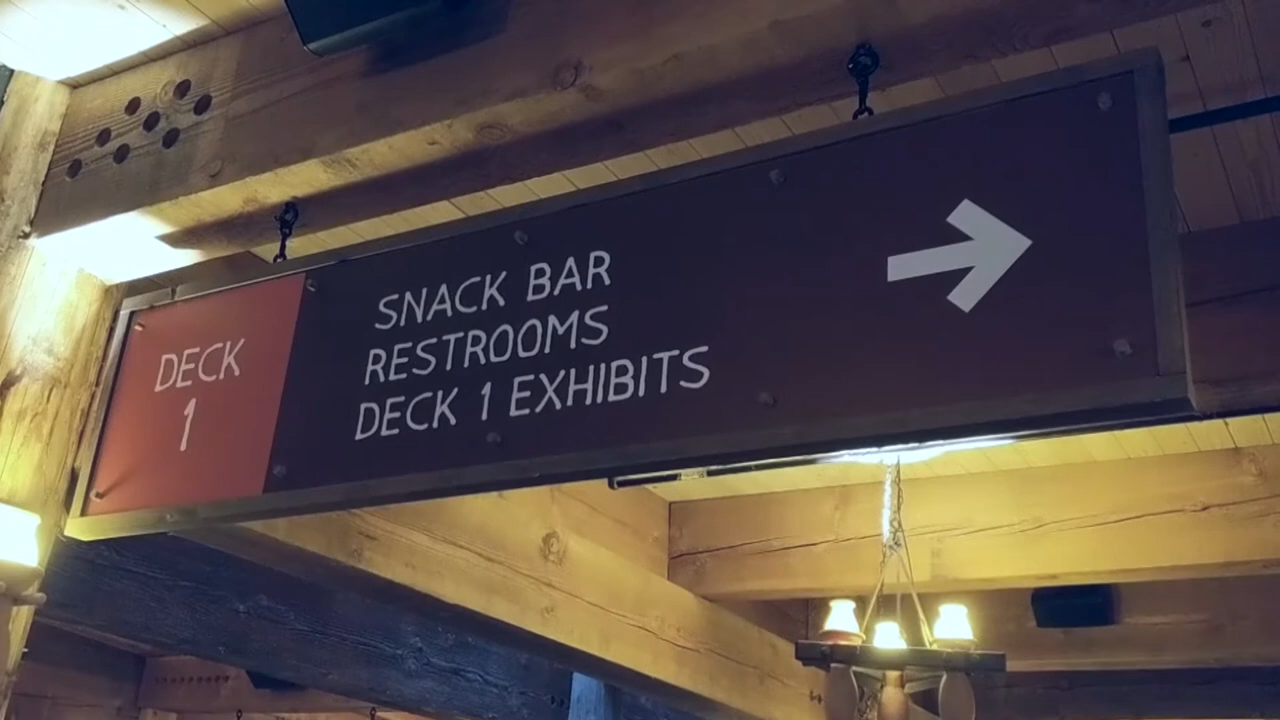 DECK
1
SNACK BAR
RESTROOMS
DECK 1 EXHIBITS